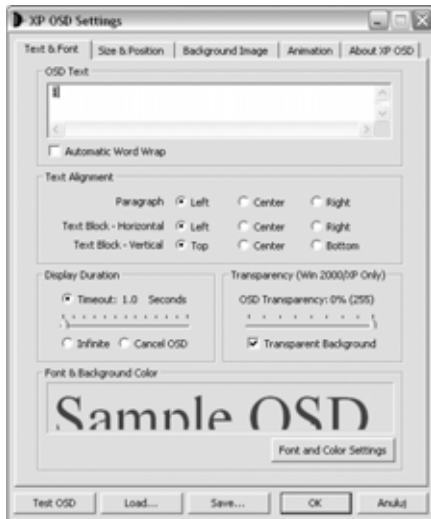 XP OSD Settings
Text & Font Size & Position Background Image Animation About XP OSD
OSD Text
1
Automatic Word Wrap
Text Alignment
Paragraph Left Center Right
Text Block - Horizontal Left Center Right
Text Block - Vertical Top Center Bottom
Display Duration Transparency (Win 2000/XP Only)
Timeout: 1.0 Seconds OSD Transparency: 0% (255)
Infinite Cancel OSD Transparent Background
Font & Background Color
Sample OSD
Font and Color Settings
Test OSD Load... Save... OK Anuluj